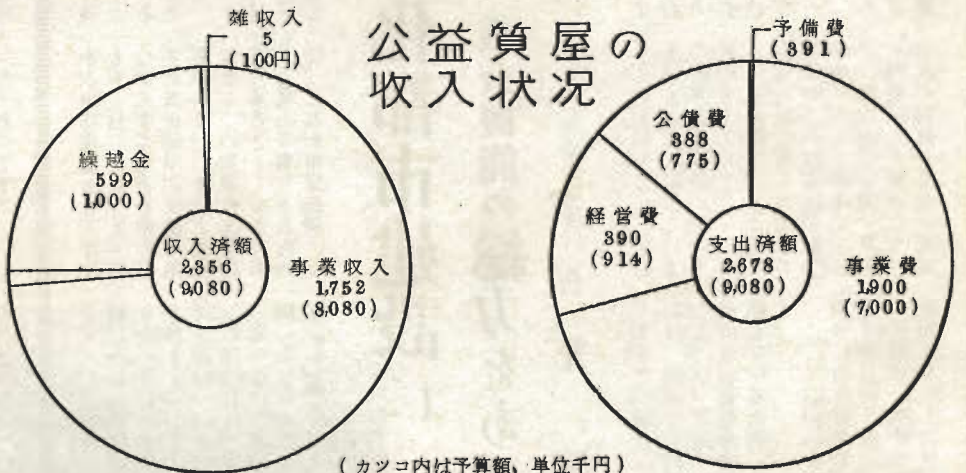 公益質屋の
収入状況
雑収入
5
(100円)
繰越金
599
(1,000)
収入済額
2,356
(9,080)
事業収入
1,752
(8,080)
予備費
(391)
公債費
388
(775)
経営費
390
(914)
支出済額
2,678
(9,080)
事業費
1,900
(7,000)
(カツコ内は予算額、単位千円)